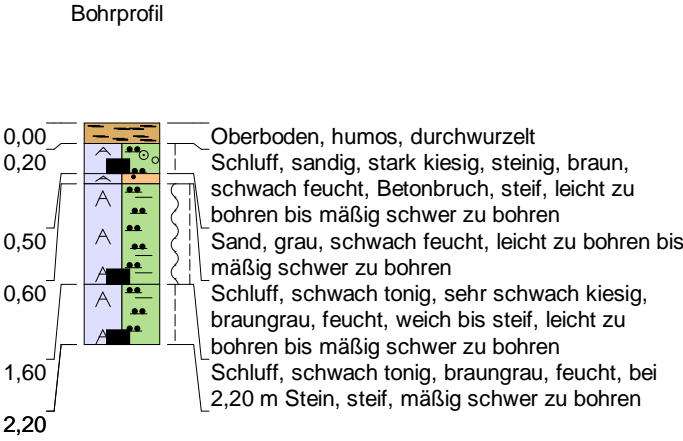 Bohrprofil
0,00
Oberboden, humos, durchwurzelt
0,20
Schluff, sandig, stark kiesig, steinig, braun,
schwach feucht, Betonbruch, steif, leicht zu
bohren bis mäßig schwer zu bohren
0,50
Sand, grau, schwach feucht, leicht zu bohren bis
mäßig schwer zu bohren
0,60
Schluff, schwach tonig, sehr schwach kiesig,
braungrau, feucht, weich bis steif, leicht zu
bohren bis mäßig schwer zu bohren
1,60
Schluff, schwach tonig, braungrau, feucht, bei
2,20 m Stein, steif, mäßig schwer zu bohren
2,20